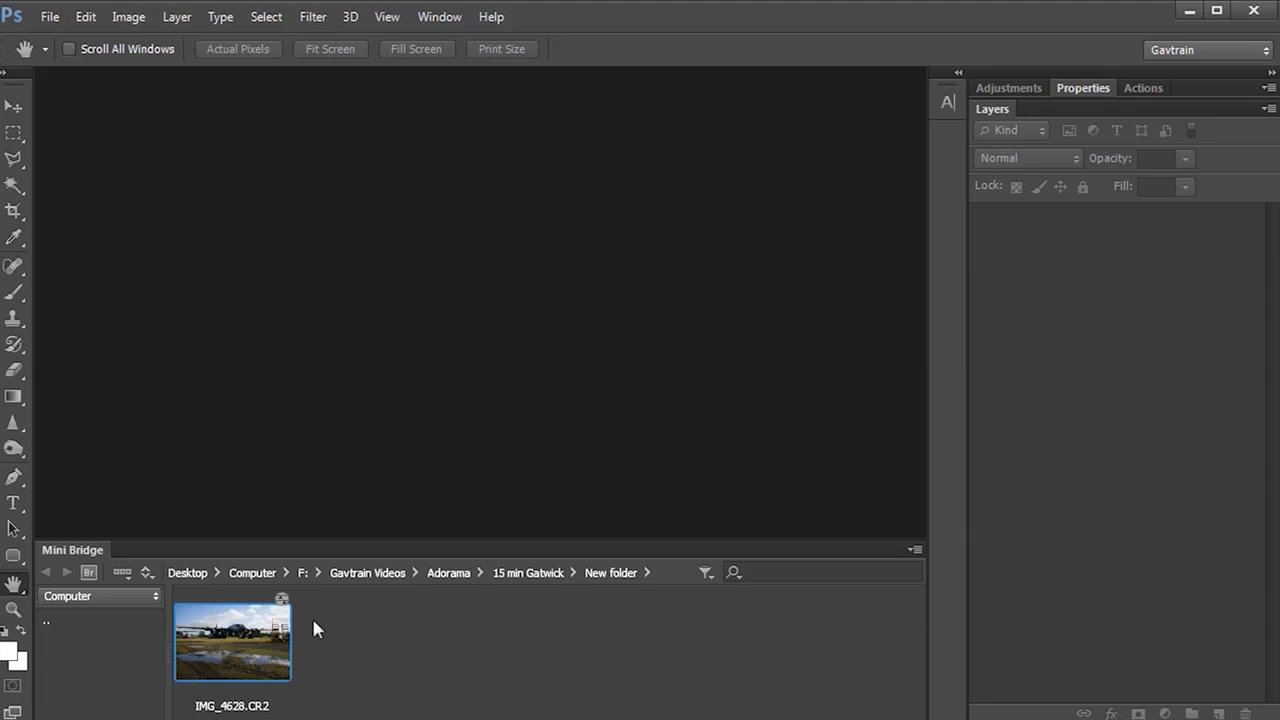 Ps File Edit Image Layer Type Select Filter 3D View Window Help
Scroll All Windows Actual Pixels Fit Screen Fill Screen Print Size Gavtrain
Adjustments Properties Actions
A
Layers
Kind
Normal Opacity:
Lock: Fill:
T
Mini Bridge
Br Desktop Computer F: Gavtrain Videos Adorama 15 min Gatwick New folder
Computer
..
IMG_4628.CR2
fx